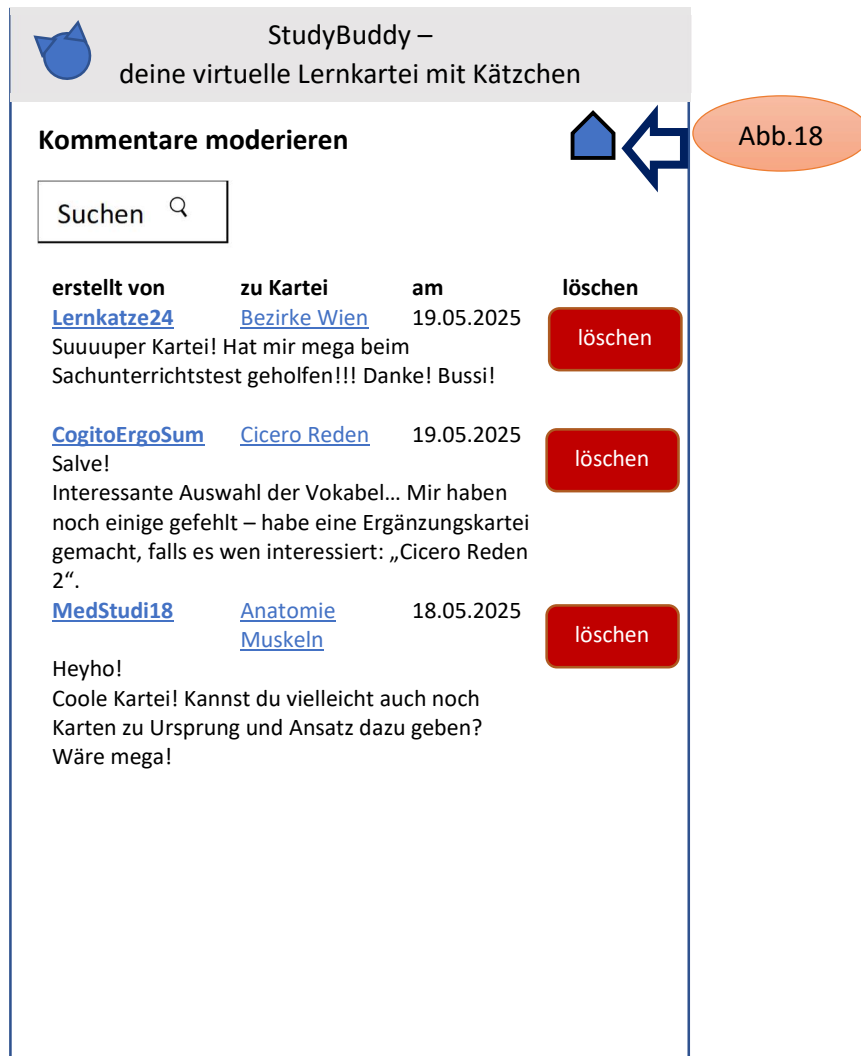 StudyBuddy –
deine virtuelle Lernkartei mit Kätzchen
Kommentare moderieren
Abb.18
Suchen
erstellt von zu Kartei am löschen
Lernkatze24 Bezirke Wien 19.05.2025 löschen
Suuuuper Kartei! Hat mir mega beim
Sachunterrichtstest geholfen!!! Danke! Bussi!
CogitoErgoSum Cicero Reden 19.05.2025 löschen
Salve!
Interessante Auswahl der Vokabel… Mir haben
noch einige gefehlt – habe eine Ergänzungskartei
gemacht, falls es wen interessiert: „Cicero Reden
2“.
MedStudi18 Anatomie 18.05.2025 löschen
Muskeln
Heyho!
Coole Kartei! Kannst du vielleicht auch noch
Karten zu Ursprung und Ansatz dazu geben?
Wäre mega!